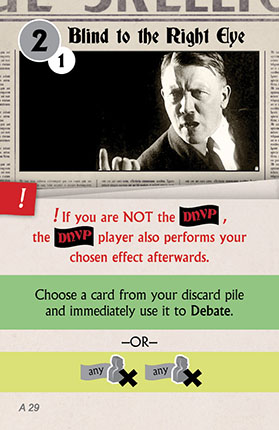 2 Blind to the Right Eye
1
!
! If you are NOT the DNVP ,
the DNVP player also performs your
chosen effect afterwards.
Choose a card from your discard pile
and immediately use it to Debate.
–OR–
any any
A 29